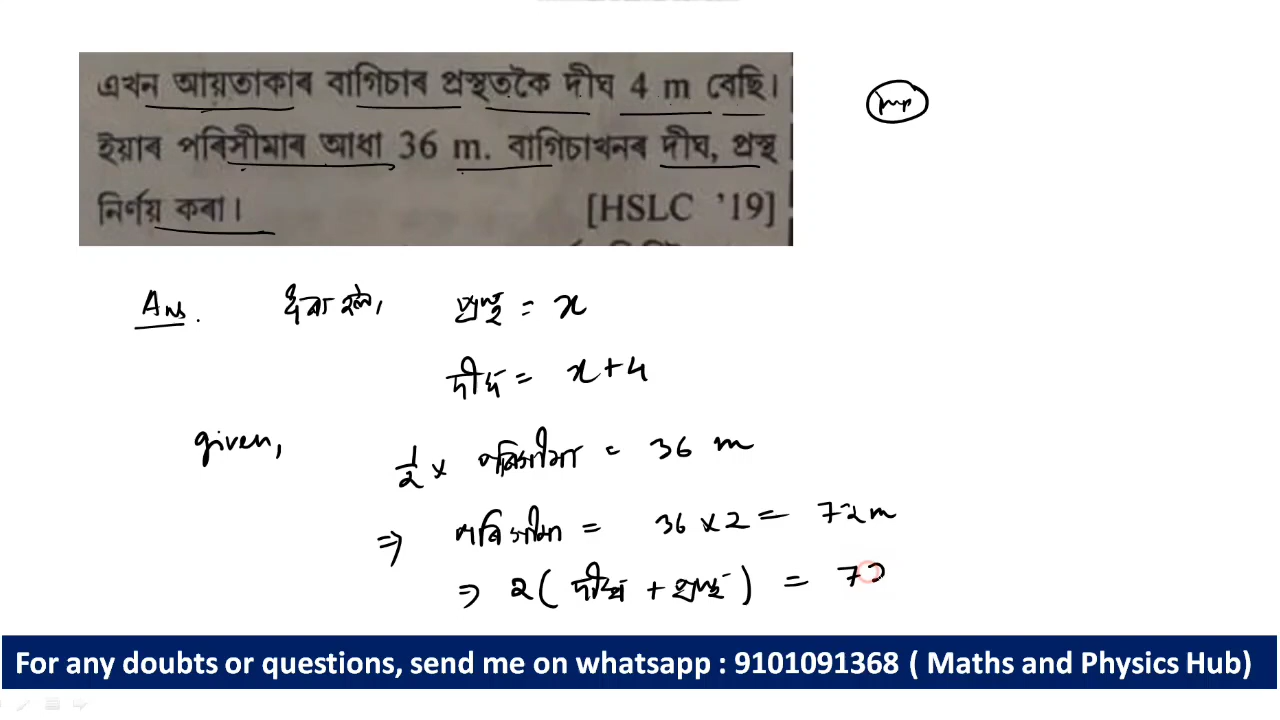 এখন আয়তাকাৰ বাগিচাৰ প্ৰস্থতকৈ দীঘ 4 m বেছি।
imp
ইয়াৰ পৰিসীমাৰ আধা 36 m. বাগিচাখনৰ দীঘ, প্ৰস্থ
নিৰ্ণয় কৰা। [HSLC '19]
Ans. ধৰা হল, প্ৰস্থ = x
দীঘ = x+4
given,
1/2 × পৰিসীমা = 36 m
⇒ পৰিসীমা = 36 × 2 = 72m
⇒ 2 ( দীঘ + প্ৰস্থ ) = 72
For any doubts or questions, send me on whatsapp : 9101091368 ( Maths and Physics Hub)